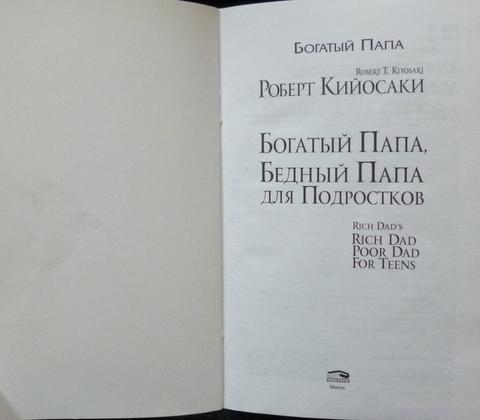 Богатый Папа
Robert T. Kiyosaki
Роберт Кийосаки
Богатый Папа,
Бедный Папа
для Подростков
Rich Dad's
Rich Dad
Poor Dad
For Teens
Минск